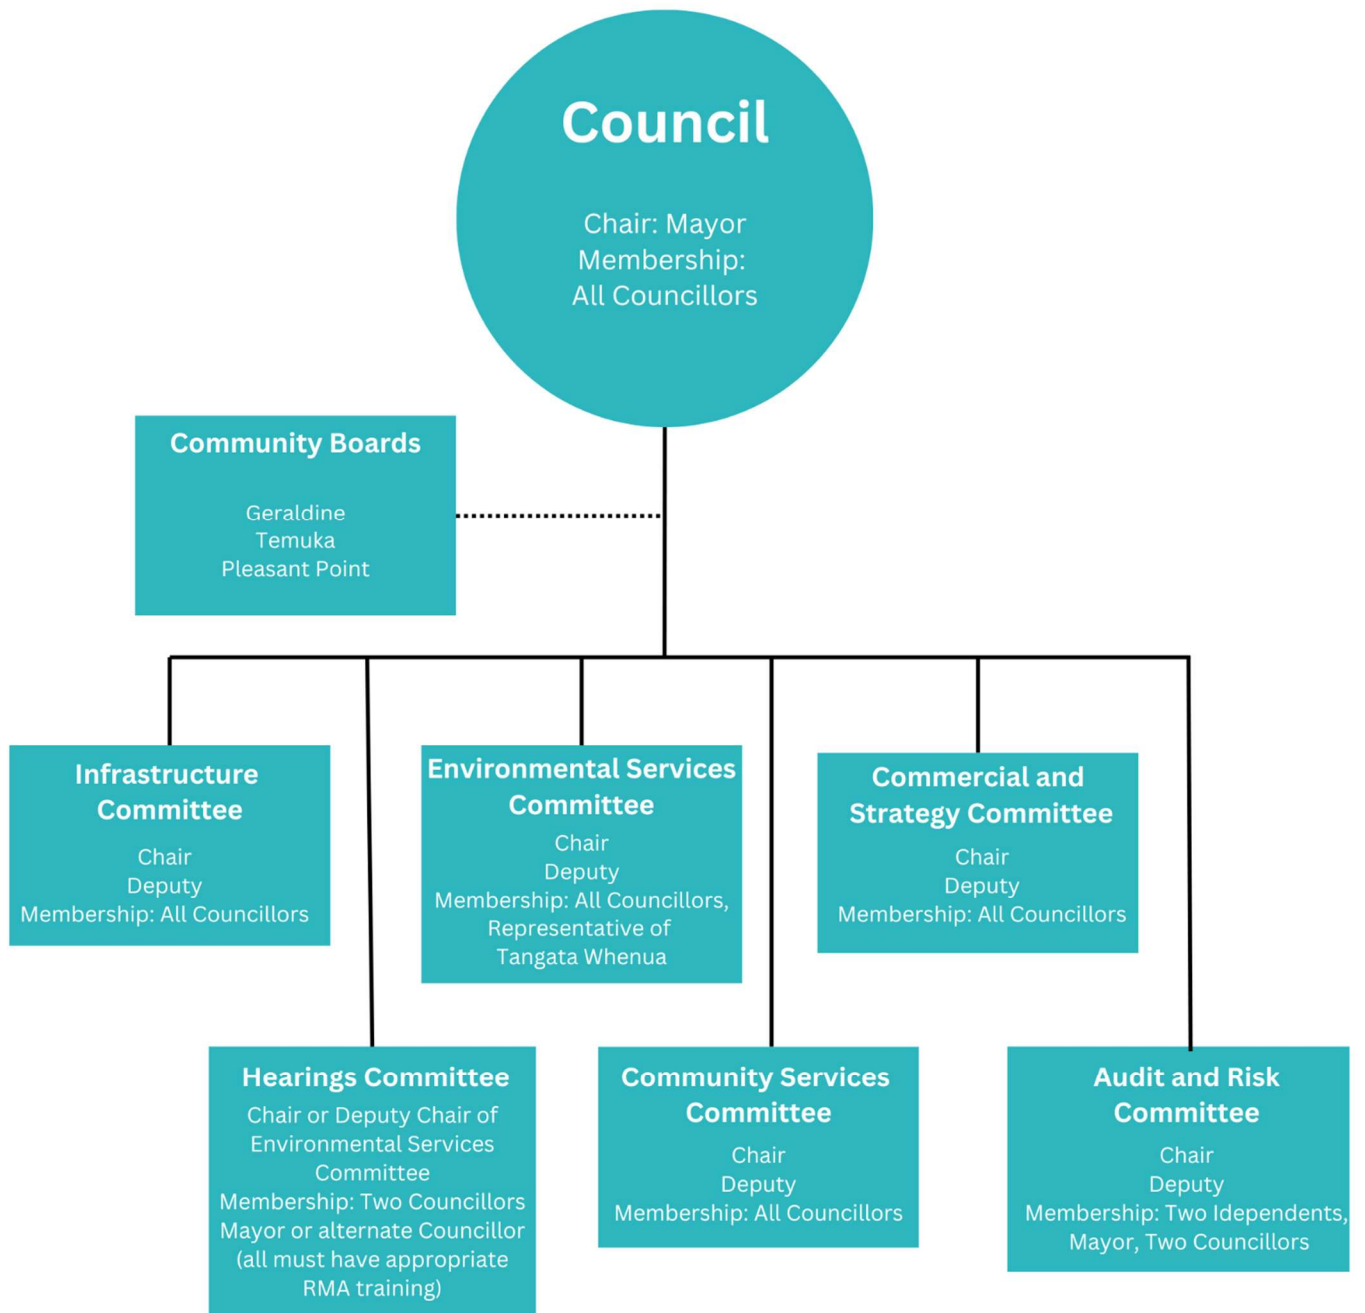 Council
Chair: Mayor
Membership:
All Councillors
Community Boards
Geraldine
Temuka
Pleasant Point
Infrastructure
Committee
Chair
Deputy
Membership: All Councillors
Environmental Services
Committee
Chair
Deputy
Membership: All Councillors,
Representative of
Tangata Whenua
Commercial and
Strategy Committee
Chair
Deputy
Membership: All Councillors
Hearings Committee
Chair or Deputy Chair of
Environmental Services
Committee
Membership: Two Councillors
Mayor or alternate Councillor
(all must have appropriate
RMA training)
Community Services
Committee
Chair
Deputy
Membership: All Councillors
Audit and Risk
Committee
Chair
Deputy
Membership: Two Idependents,
Mayor, Two Councillors